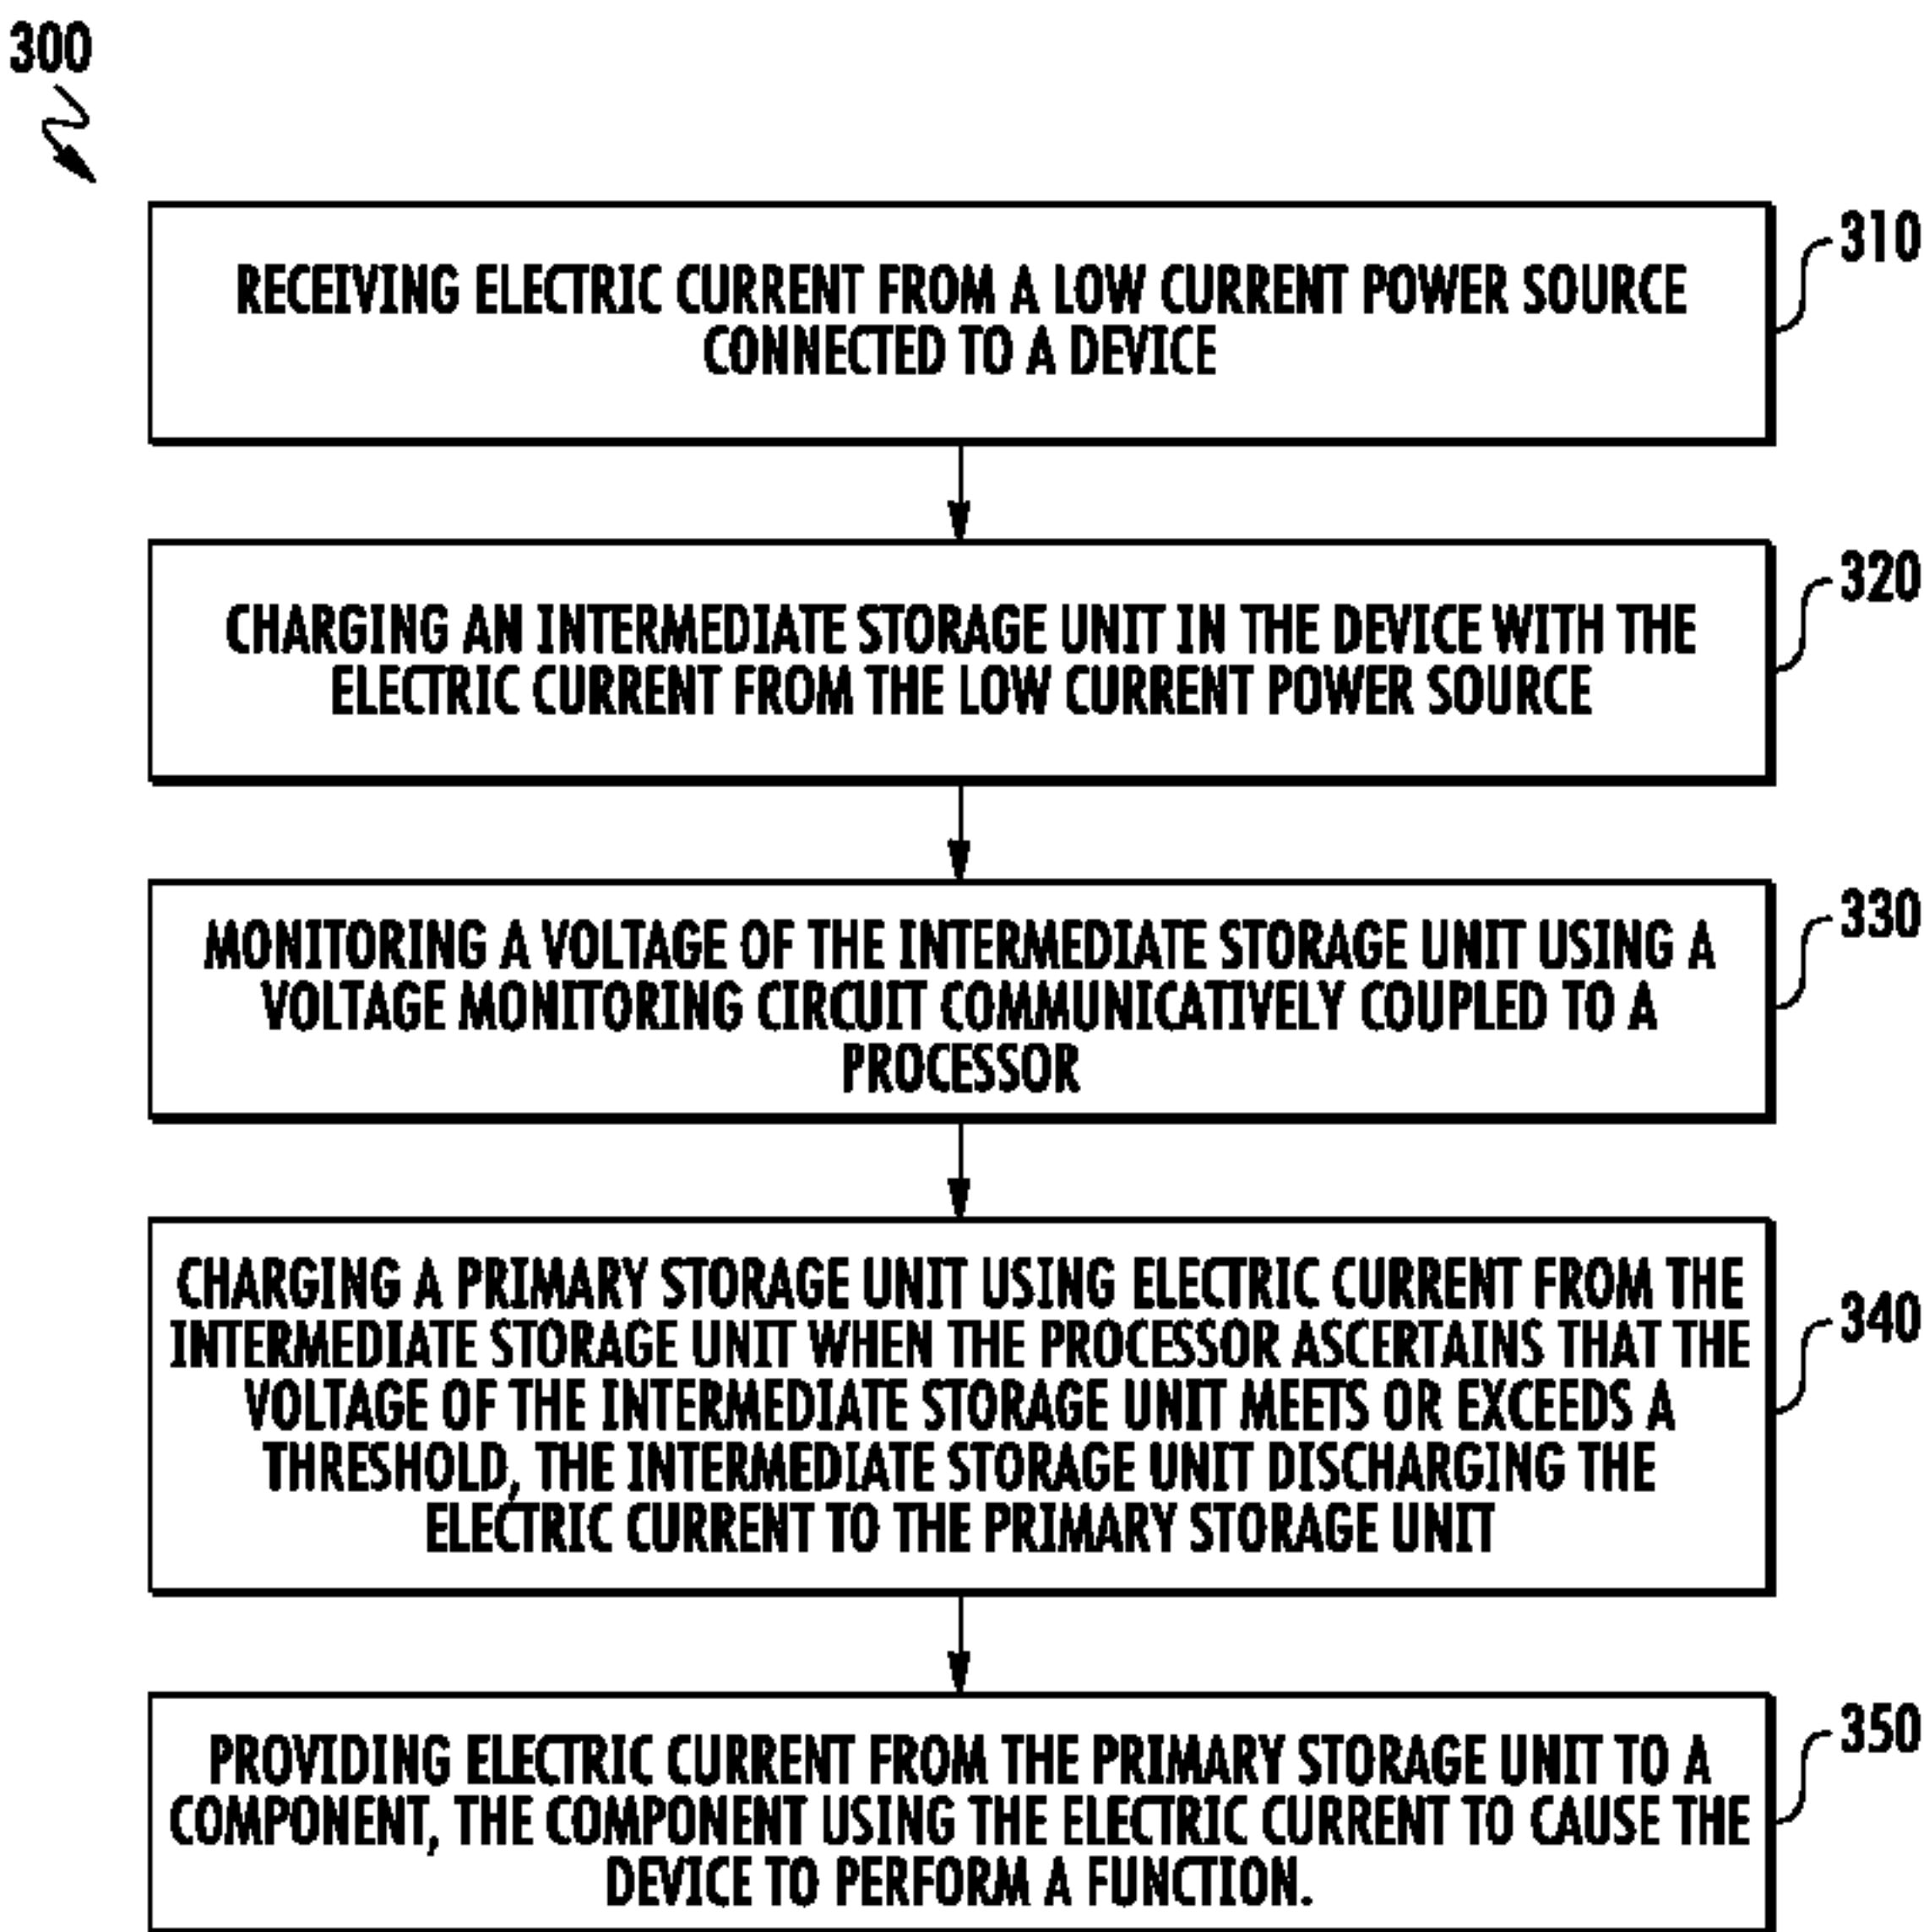 300
310
RECEIVING ELECTRIC CURRENT FROM A LOW CURRENT POWER SOURCE
CONNECTED TO A DEVICE
320
CHARGING AN INTERMEDIATE STORAGE UNIT IN THE DEVICE WITH THE
ELECTRIC CURRENT FROM THE LOW CURRENT POWER SOURCE
330
MONITORING A VOLTAGE OF THE INTERMEDIATE STORAGE UNIT USING A
VOLTAGE MONITORING CIRCUIT COMMUNICATIVELY COUPLED TO A
PROCESSOR
340
CHARGING A PRIMARY STORAGE UNIT USING ELECTRIC CURRENT FROM THE
INTERMEDIATE STORAGE UNIT WHEN THE PROCESSOR ASCERTAINS THAT THE
VOLTAGE OF THE INTERMEDIATE STORAGE UNIT MEETS OR EXCEEDS A
THRESHOLD, THE INTERMEDIATE STORAGE UNIT DISCHARGING THE
ELECTRIC CURRENT TO THE PRIMARY STORAGE UNIT
350
PROVIDING ELECTRIC CURRENT FROM THE PRIMARY STORAGE UNIT TO A
COMPONENT, THE COMPONENT USING THE ELECTRIC CURRENT TO CAUSE THE
DEVICE TO PERFORM A FUNCTION.